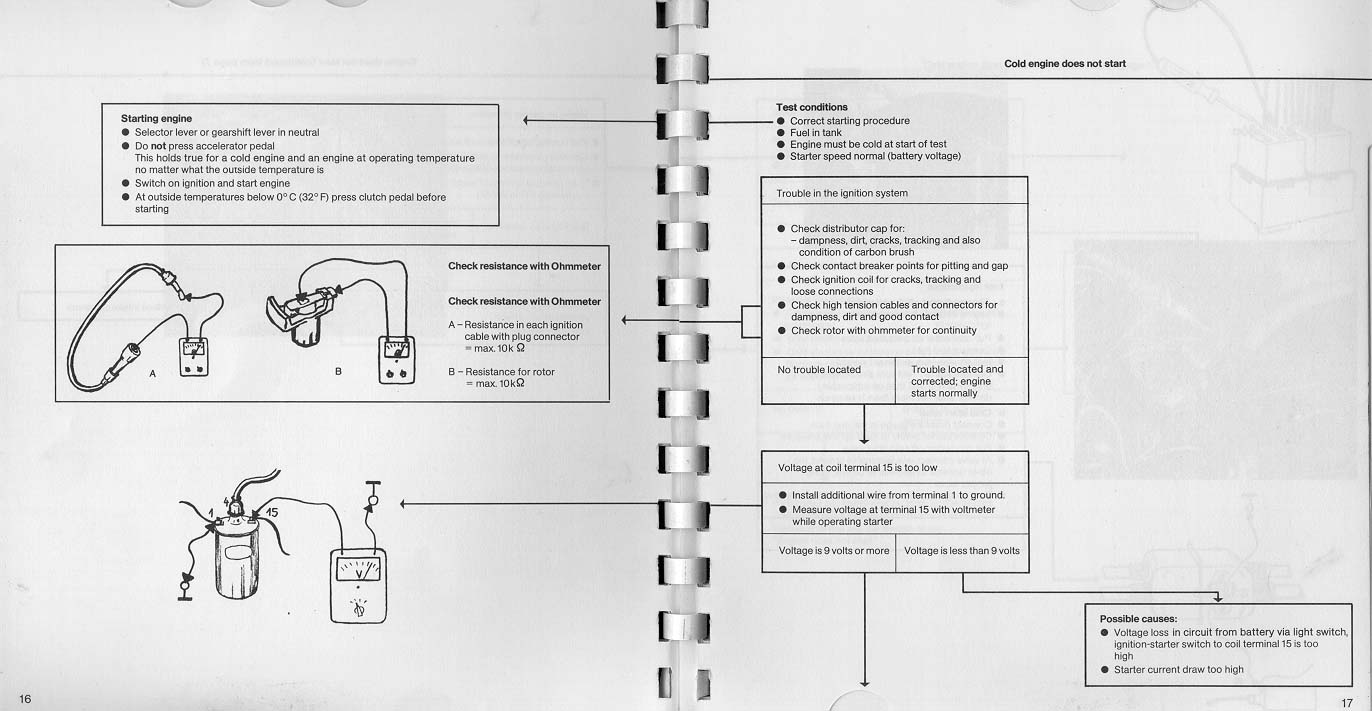 Starting engine
● Selector lever or gearshift lever in neutral
● Do not press accelerator pedal
This holds true for a cold engine and an engine at operating temperature
no matter what the outside temperature is
● Switch on ignition and start engine
● At outside temperatures below 0° C (32° F) press clutch pedal before
starting
Check resistance with Ohmmeter
Check resistance with Ohmmeter
A – Resistance in each ignition
cable with plug connector
= max. 10 k Ω
B – Resistance for rotor
= max. 10 kΩ
A
B
1
4
15
V
16
Cold engine does not start
Test conditions
● Correct starting procedure
● Fuel in tank
● Engine must be cold at start of test
● Starter speed normal (battery voltage)
Trouble in the ignition system
● Check distributor cap for:
– dampness, dirt, cracks, tracking and also
condition of carbon brush
● Check contact breaker points for pitting and gap
● Check ignition coil for cracks, tracking and
loose connections
● Check high tension cables and connectors for
dampness, dirt and good contact
● Check rotor with ohmmeter for continuity
No trouble located
Trouble located and
corrected; engine
starts normally
Voltage at coil terminal 15 is too low
● Install additional wire from terminal 1 to ground.
● Measure voltage at terminal 15 with voltmeter
while operating starter
Voltage is 9 volts or more
Voltage is less than 9 volts
Possible causes:
● Voltage loss in circuit from battery via light switch,
ignition-starter switch to coil terminal 15 is too
high
● Starter current draw too high
17